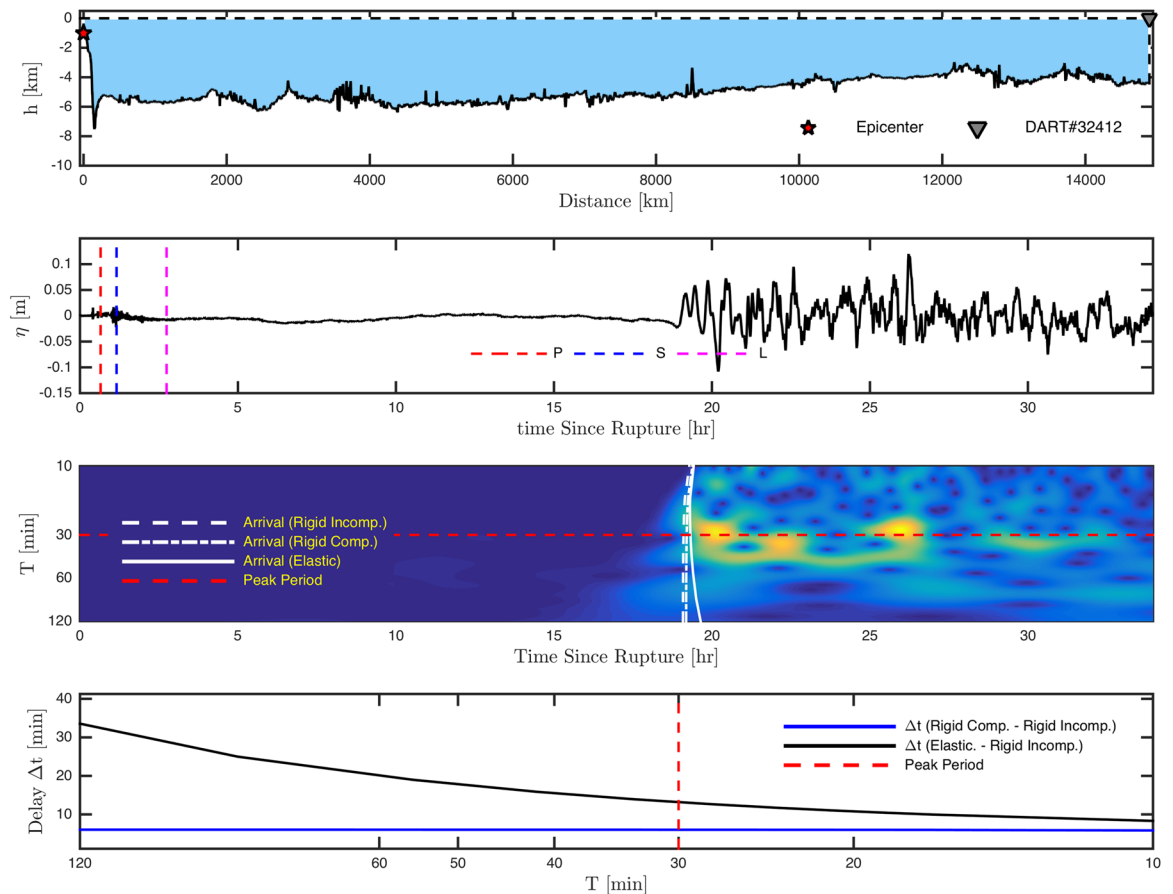 0
-2
-4
-6
-8
-10
h [km]
Epicenter
DART#32412
0
2000
4000
6000
8000
10000
12000
14000
Distance [km]
0.1
0.05
0
-0.05
-0.1
-0.15
η [m]
P
S
L
0
5
10
15
20
25
30
time Since Rupture [hr]
10
30
60
120
T [min]
Arrival (Rigid Incomp.)
Arrival (Rigid Comp.)
Arrival (Elastic)
Peak Period
0
5
10
15
20
25
30
Time Since Rupture [hr]
40
30
20
10
Delay Δt [min]
Δt (Rigid Comp. - Rigid Incomp.)
Δt (Elastic. - Rigid Incomp.)
Peak Period
120
60
50
40
30
20
10
T [min]